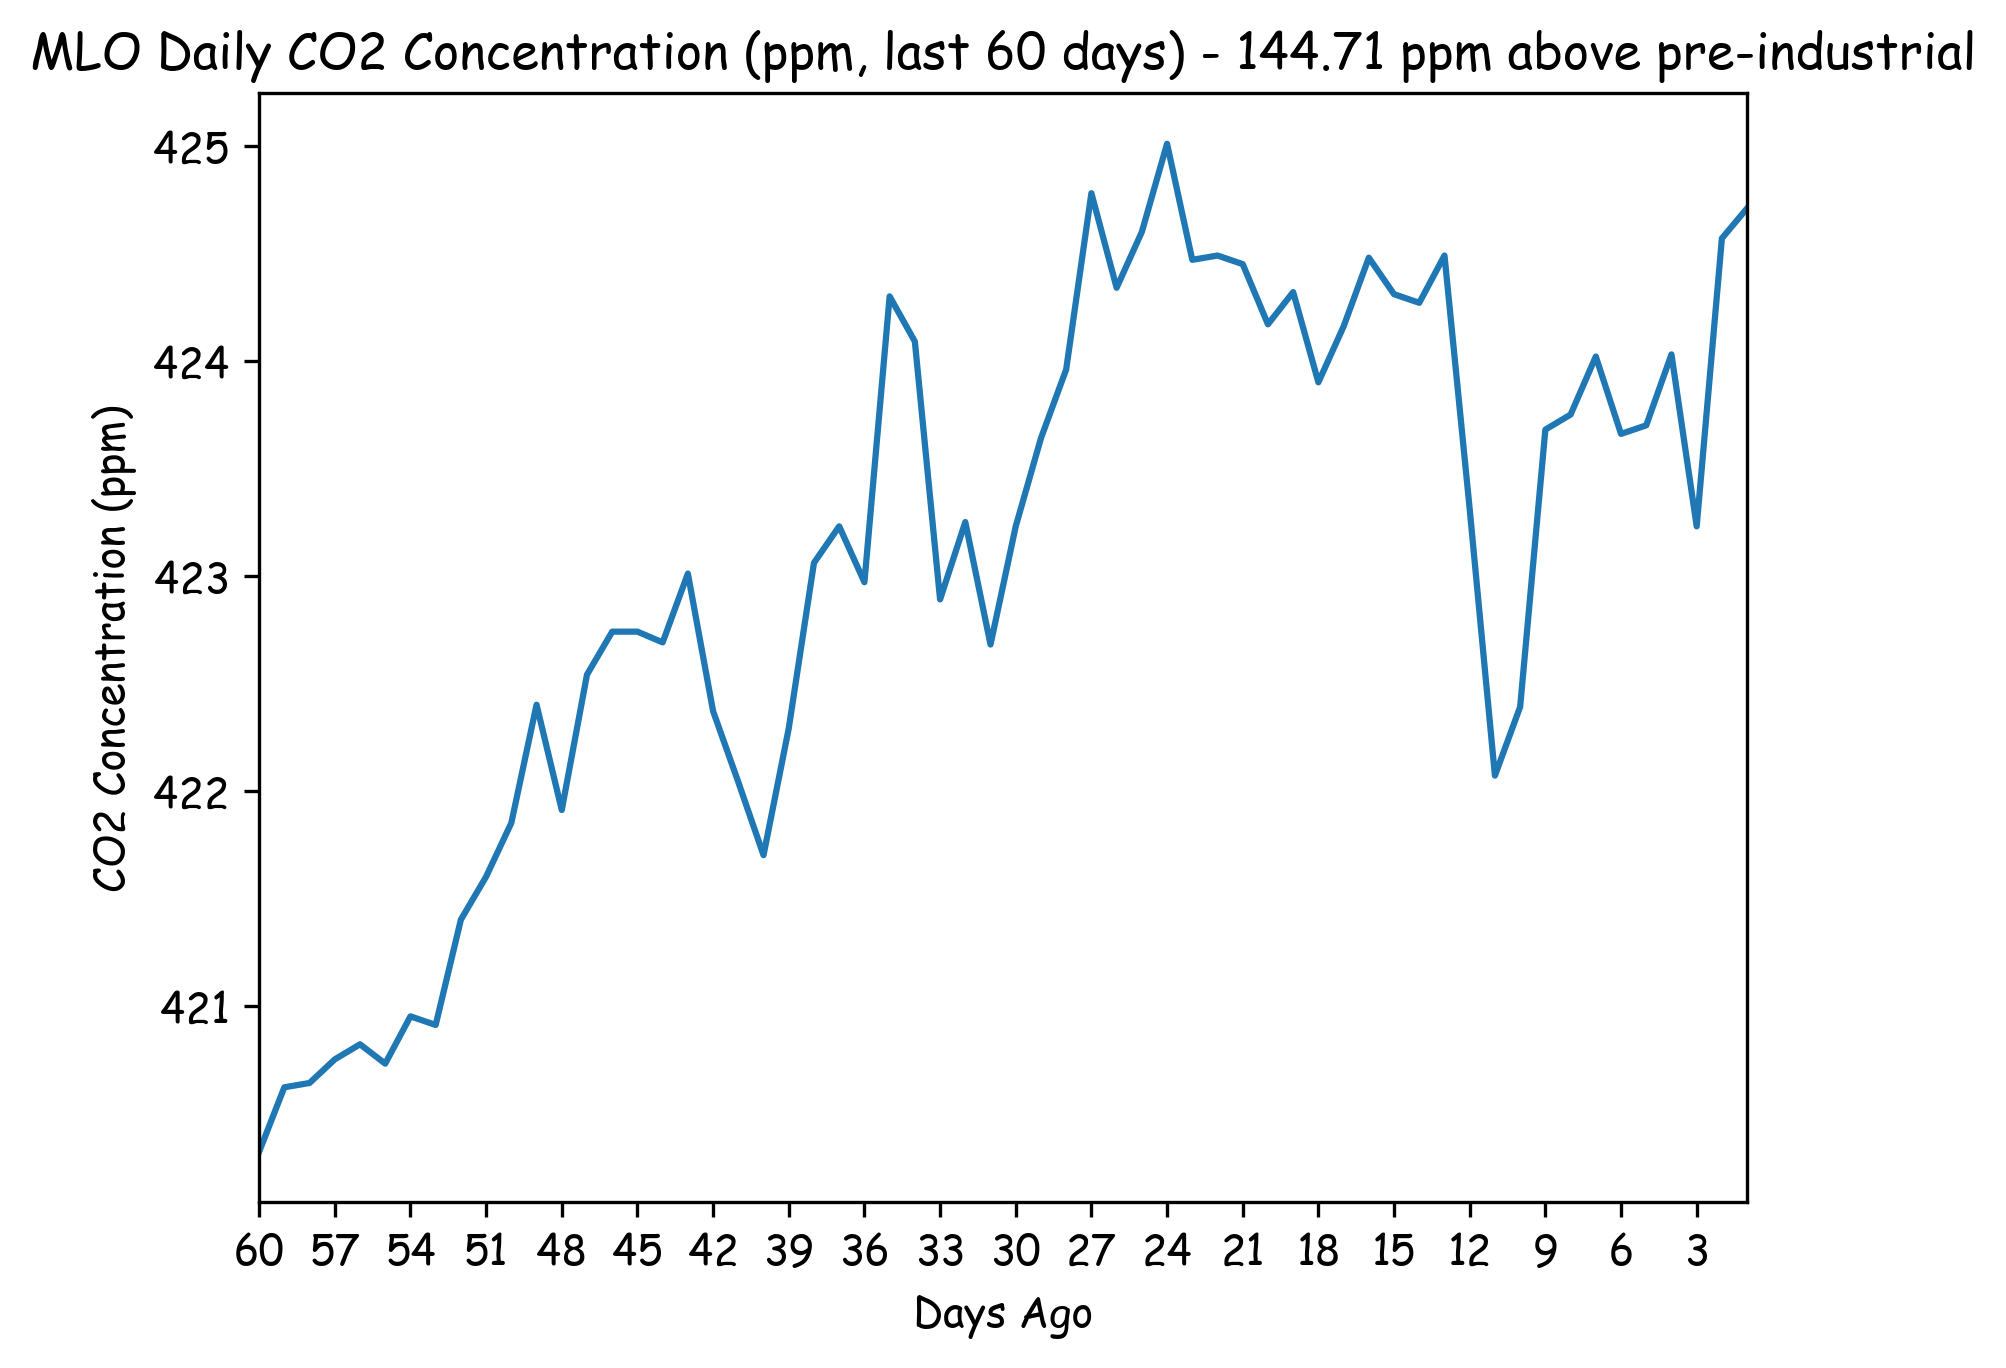 MLO Daily CO2 Concentration (ppm, last 60 days) - 144.71 ppm above pre-industrial
425
424
423
422
421
CO2 Concentration (ppm)
60 57 54 51 48 45 42 39 36 33 30 27 24 21 18 15 12 9 6 3
Days Ago